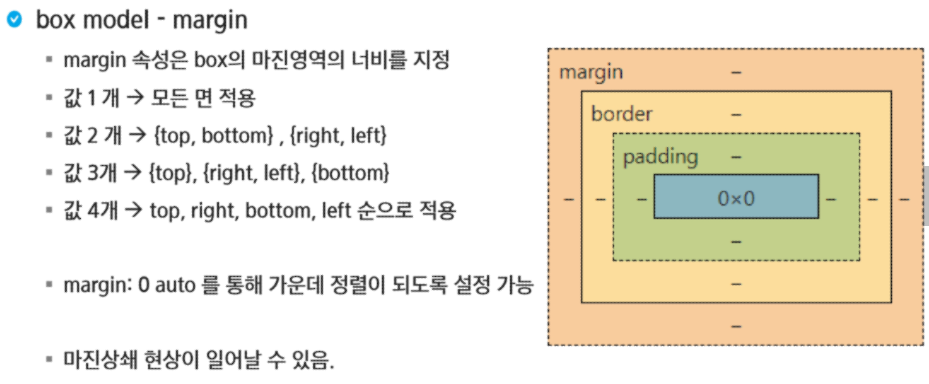 box model - margin
margin 속성은 box의 마진영역의 너비를 지정
값 1 개 → 모든 면 적용
값 2 개 → {top, bottom} , {right, left}
값 3개 → {top}, {right, left}, {bottom}
값 4개 → top, right, bottom, left 순으로 적용
margin: 0 auto 를 통해 가운데 정렬이 되도록 설정 가능
마진상쇄 현상이 일어날 수 있음.
margin –
border –
padding –
– – – 0×0 – – –
–
–
–